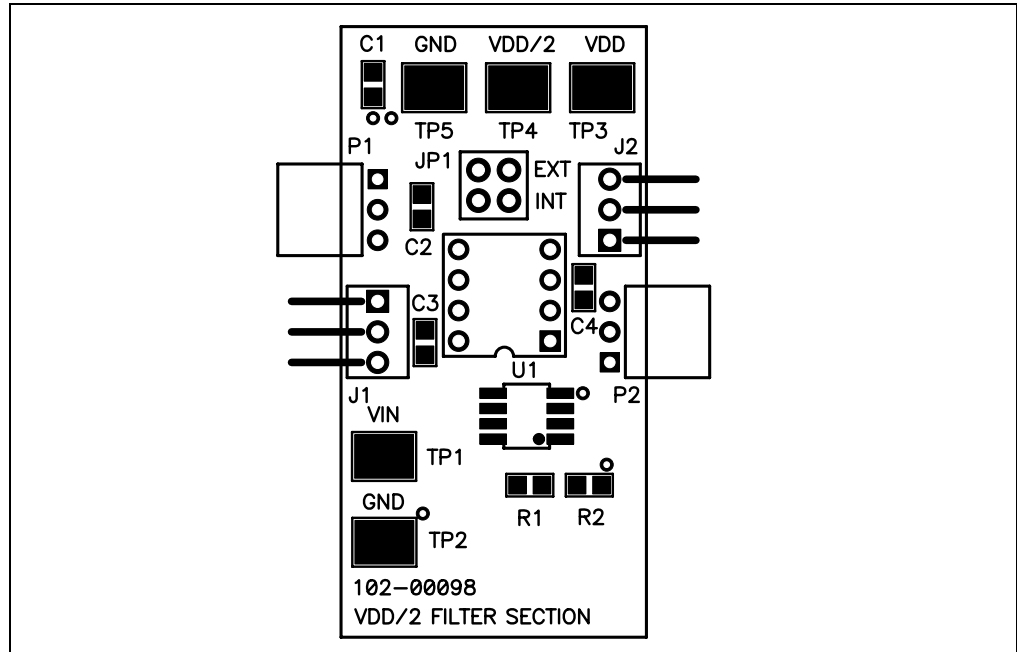 C1 GND VDD/2 VDD
TP5 TP4 TP3
P1 JP1 EXT J2
INT
C2
C3 C4
U1
J1 P2
VIN
TP1
GND
R1 R2
TP2
102-00098
VDD/2 FILTER SECTION